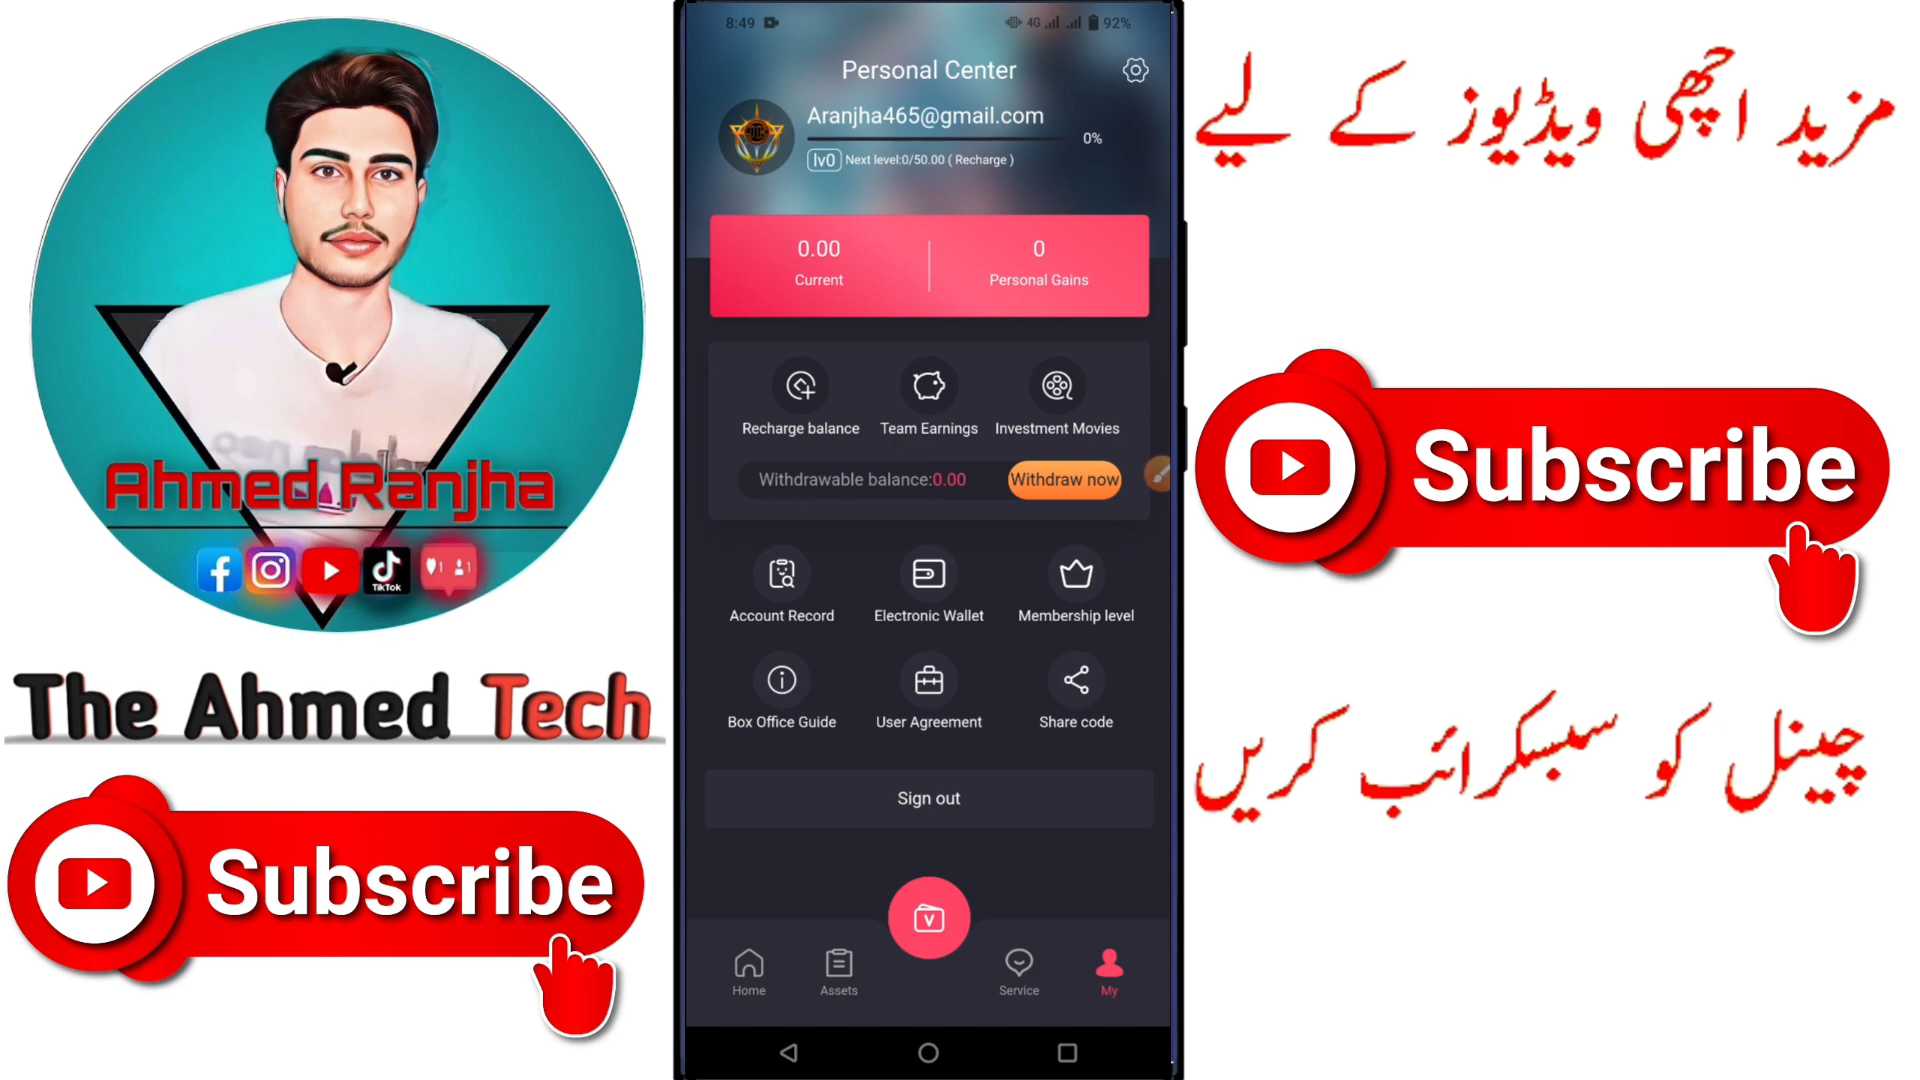 Ahmed Ranjha
TikTok
1 1
The Ahmed Tech
Subscribe
8:49 4G 92%
Personal Center
Aranjha465@gmail.com
0%
lv0 Next level:0/50.00 ( Recharge )
0.00 0
Current Personal Gains
Recharge balance Team Earnings Investment Movies
Withdrawable balance:0.00 Withdraw now
Account Record Electronic Wallet Membership level
Box Office Guide User Agreement Share code
Sign out
Home Assets Service My
مزید اچھی ویڈیوز کے لیے
Subscribe
چینل کو سبسکرائب کریں